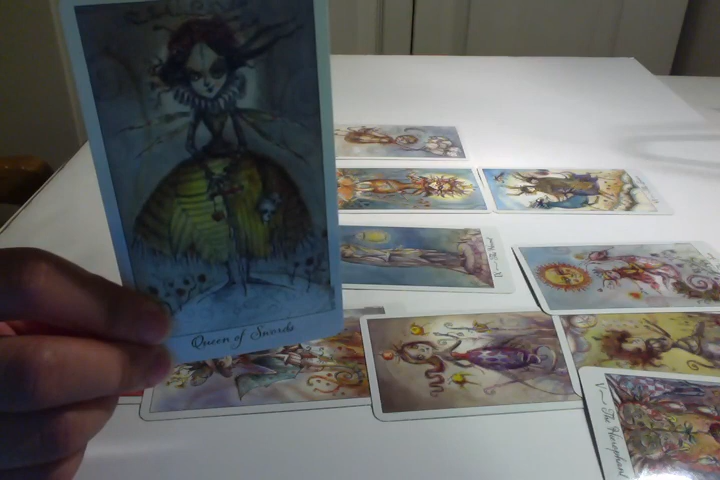 Queen of Swords
V — The Hierophant